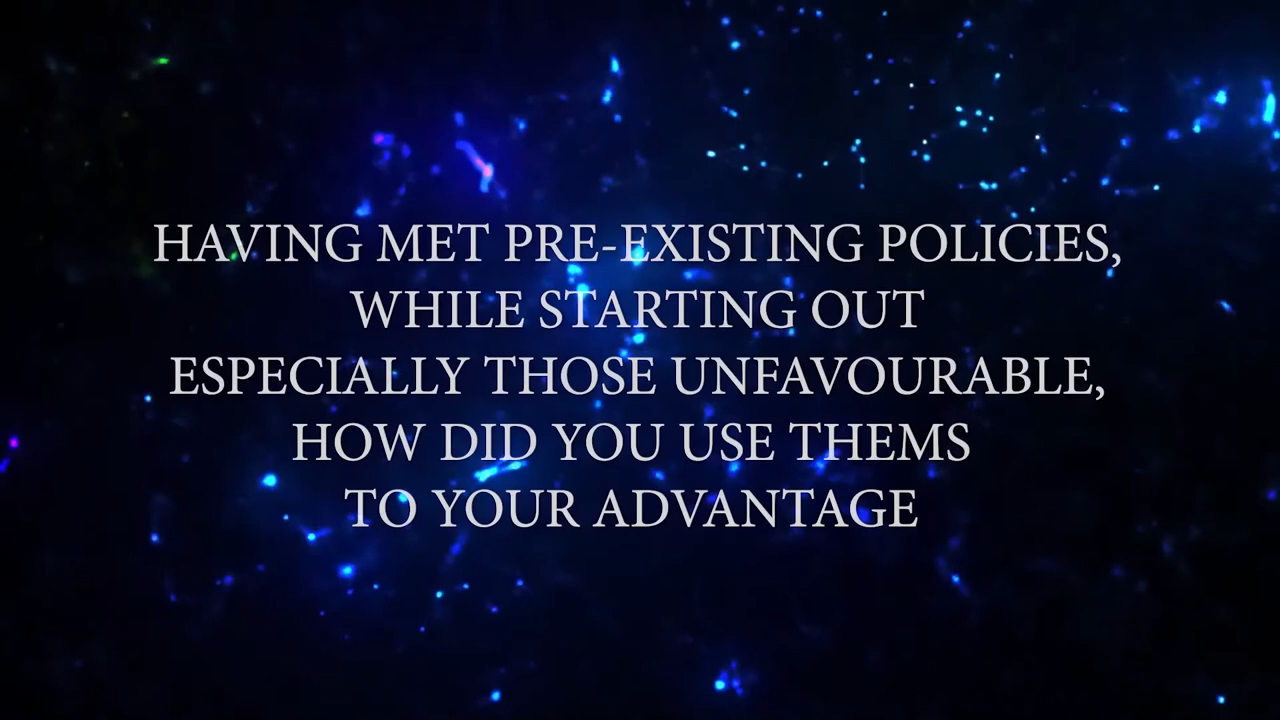 HAVING MET PRE-EXISTING POLICIES,
WHILE STARTING OUT
ESPECIALLY THOSE UNFAVOURABLE,
HOW DID YOU USE THEMS
TO YOUR ADVANTAGE